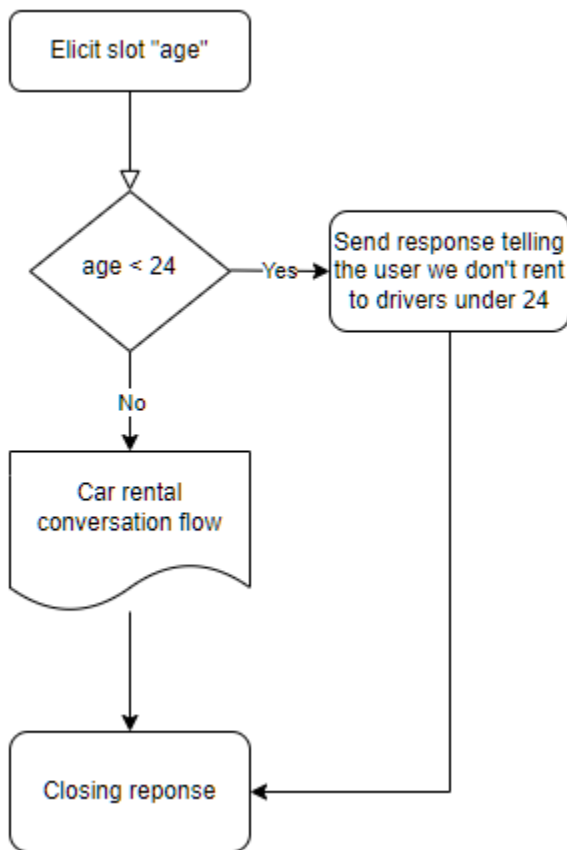 Elicit slot "age"
age < 24
Yes
Send response telling
the user we don't rent
to drivers under 24
No
Car rental
conversation flow
Closing reponse